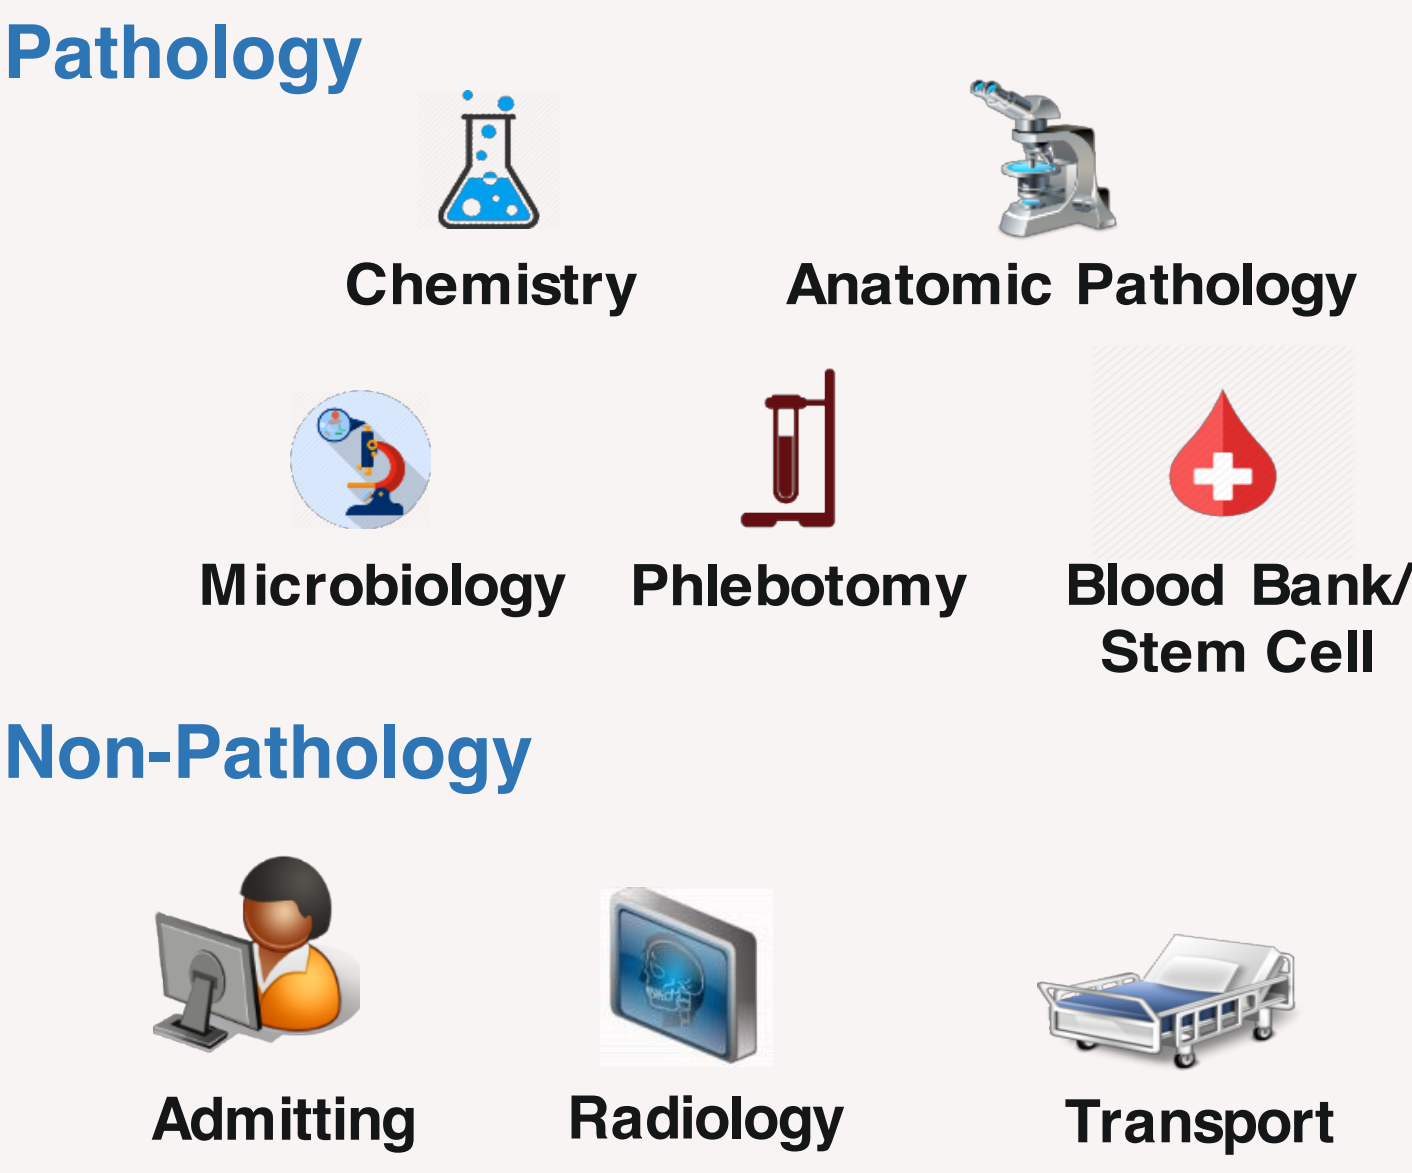 Pathology
Chemistry
Anatomic Pathology
Microbiology
Phlebotomy
Blood Bank/
Stem Cell
Non-Pathology
Admitting
Radiology
Transport